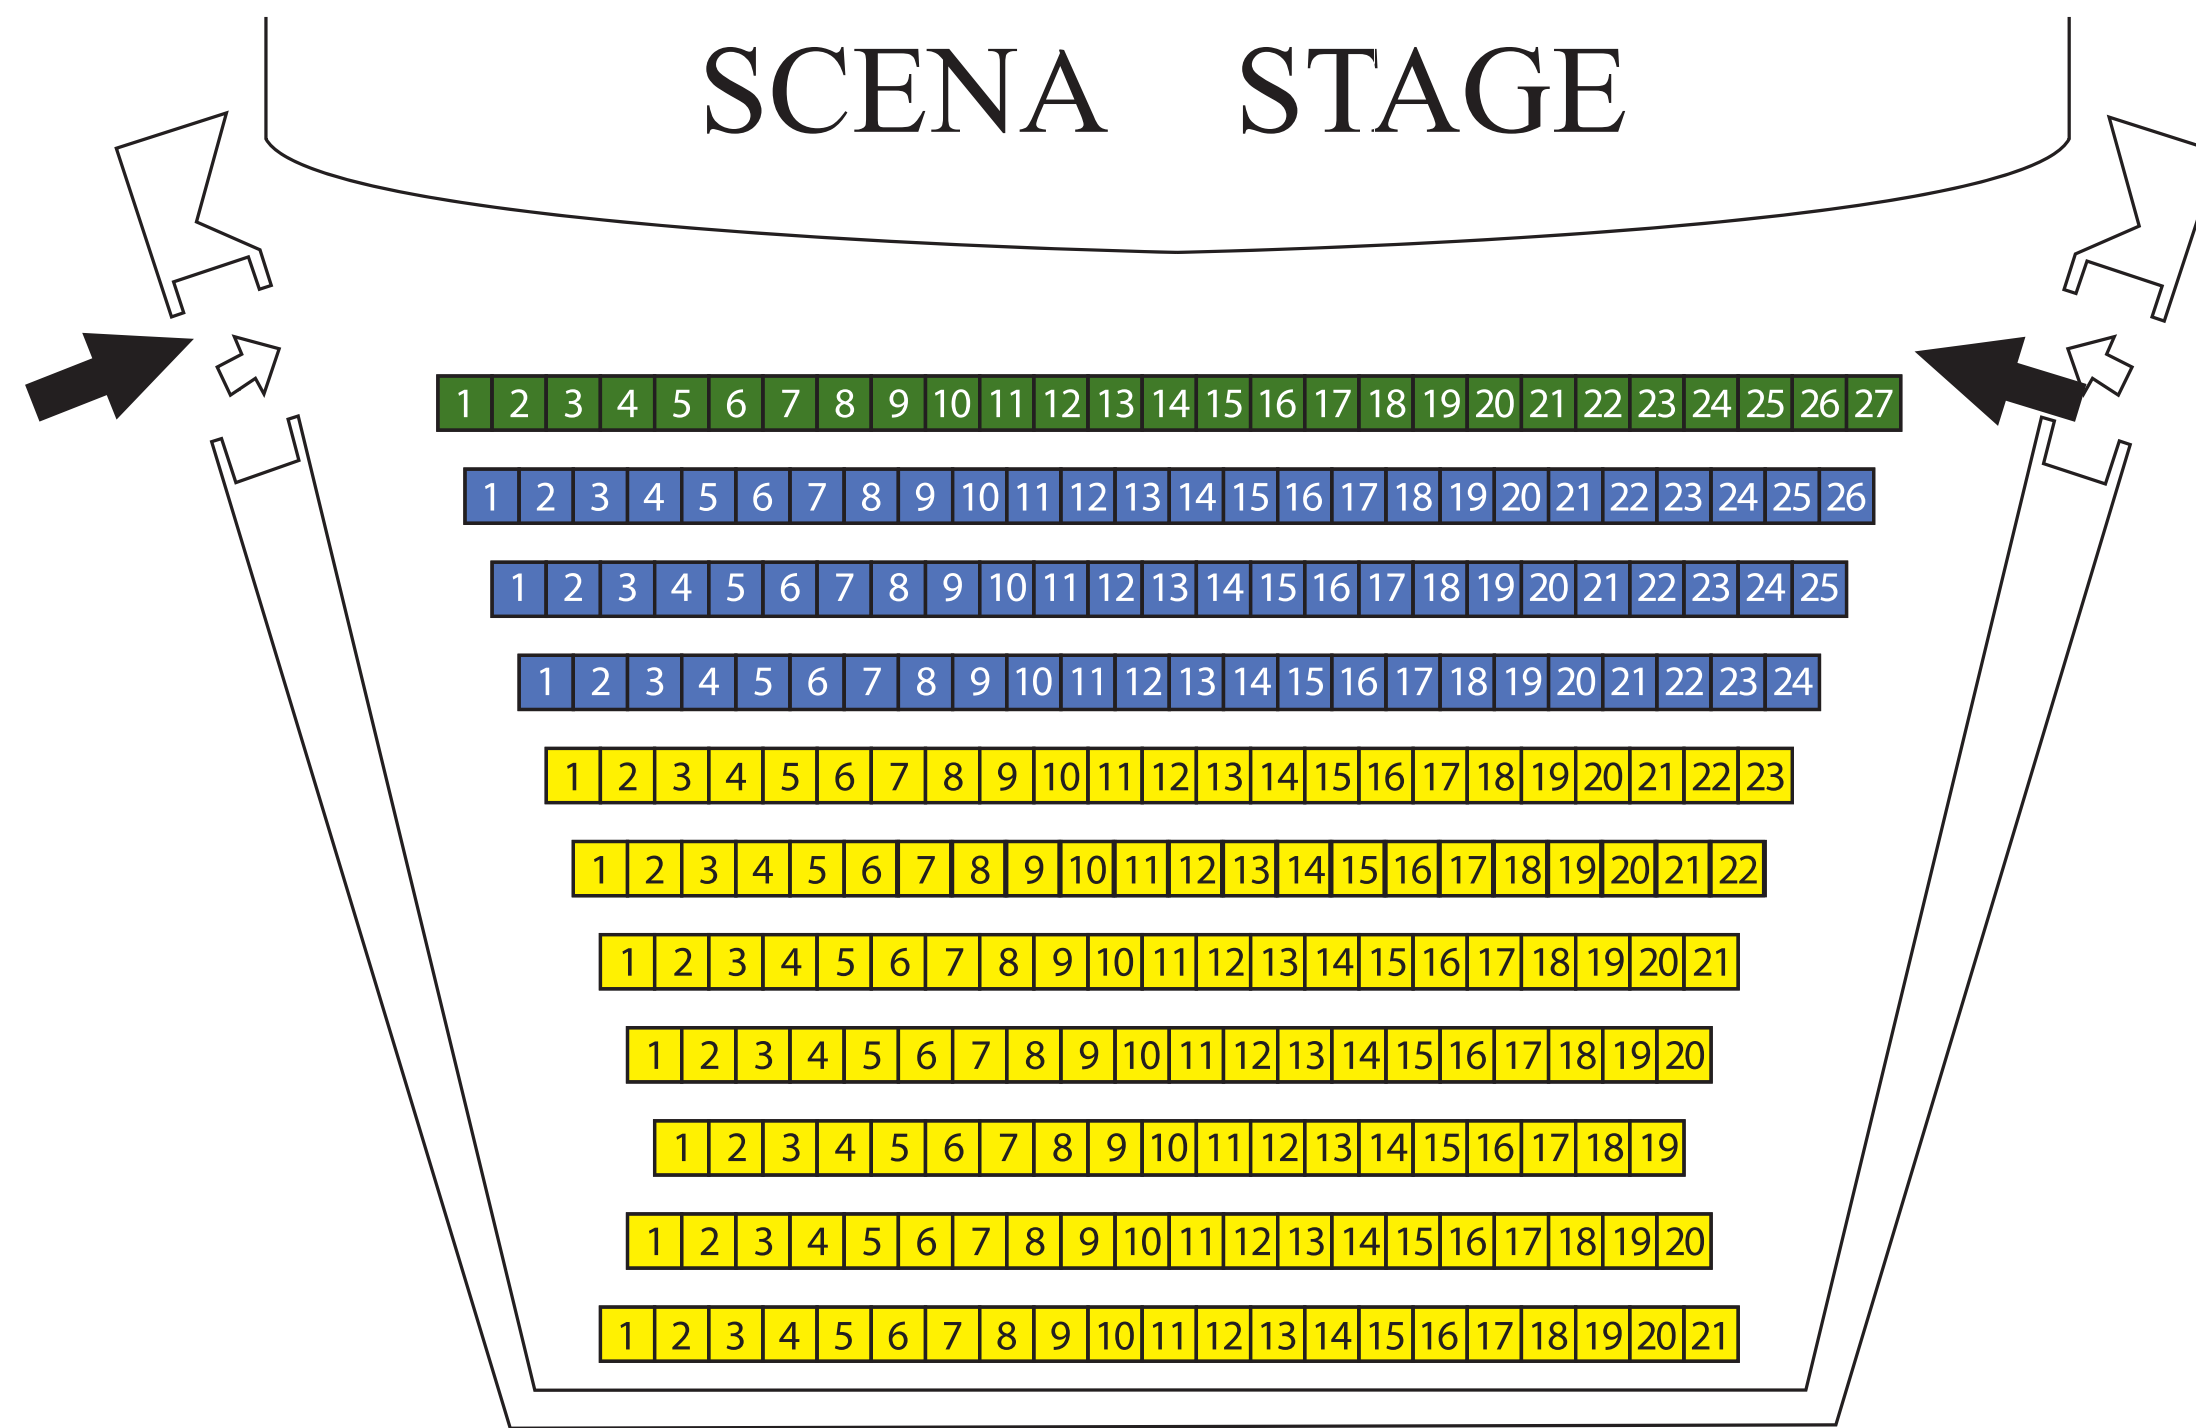 SCENA STAGE
1 2 3 4 5 6 7 8 9 10 11 12 13 14 15 16 17 18 19 20 21 22 23 24 25 26 27
1 2 3 4 5 6 7 8 9 10 11 12 13 14 15 16 17 18 19 20 21 22 23 24 25 26
1 2 3 4 5 6 7 8 9 10 11 12 13 14 15 16 17 18 19 20 21 22 23 24 25
1 2 3 4 5 6 7 8 9 10 11 12 13 14 15 16 17 18 19 20 21 22 23 24
1 2 3 4 5 6 7 8 9 10 11 12 13 14 15 16 17 18 19 20 21 22 23
1 2 3 4 5 6 7 8 9 10 11 12 13 14 15 16 17 18 19 20 21 22
1 2 3 4 5 6 7 8 9 10 11 12 13 14 15 16 17 18 19 20 21
1 2 3 4 5 6 7 8 9 10 11 12 13 14 15 16 17 18 19 20
1 2 3 4 5 6 7 8 9 10 11 12 13 14 15 16 17 18 19
1 2 3 4 5 6 7 8 9 10 11 12 13 14 15 16 17 18 19 20
1 2 3 4 5 6 7 8 9 10 11 12 13 14 15 16 17 18 19 20 21